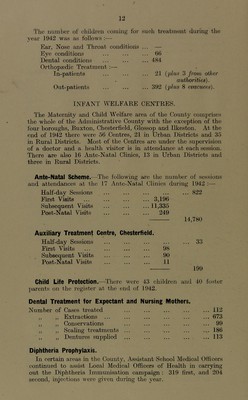 12
The number of children coming for such treatment during the
year 1942 was as follows :—
Ear, Nose and Throat conditions ... —
Eye conditions ... ... ... 66
Dental conditions ... ... ... 484
Orthopaedic Treatment :—
In-patients ... ... ... 21 (plus 3 from other
authorities).
Out-patients ... ... ... 392 (plus 8 evacuees).
INFANT WELFARE CENTRES.
The Maternity and Child Welfare area of the County comprises
the whole of the Administrative County with the exception of the
four boroughs, Buxton, Chesterfield, Glossop and Ilkeston. At the
end of 1942 there were 56 Centres, 21 in Urban Districts and 35
in Rural Districts. Most of the Centres are under the supervision
of a doctor and a health visitor is in attendance at each session.
There are also 16 Ante-Natal Clinics, 13 in Urban Districts and
three in Rural Districts.
Ante-Natal Scheme.—The following are the number of sessions
and attendances at the 17 Ante-Natal Clinics during 1942 :—
Half-day Sessions ... ... ... ... ... 822
First Visits ... ... ... 3,196
Subsequent Visits ... ... 11,335
Post-Natal Visits ... ... 249
14,780
Auxiliary Treatment Centre, Chesterfield.
Half-day Sessions ... ... ... ... ... 33
First Visits ... ... ... 98
Subsequent Visits ... ... 90
Post-Natal Visits ... ... 11
199
Child Life Protection.—There were 43 children and 40 foster
parents on the register at the end of 1942.
Dental Treatment for Expectant and Nursing Mothers.
Number of Cases treated ... ... ... ... ... 112
„ „ Extractions ... ... ... ... ... 673
„ „ Conservations ... ... ... ... ... 99
„ „ Scaling treatments ... ... ... ... 186
„ „ Dentures supplied ... ... ... ... 113
Diphtheria Prophylaxis.
In certain areas in the County, Assistant School Medical Officers
continued to assist Local Medical Officers of Health in carrying
out the Diphtheria Immunisation campaign : 319 first, and 204
second, injections were given during the year.